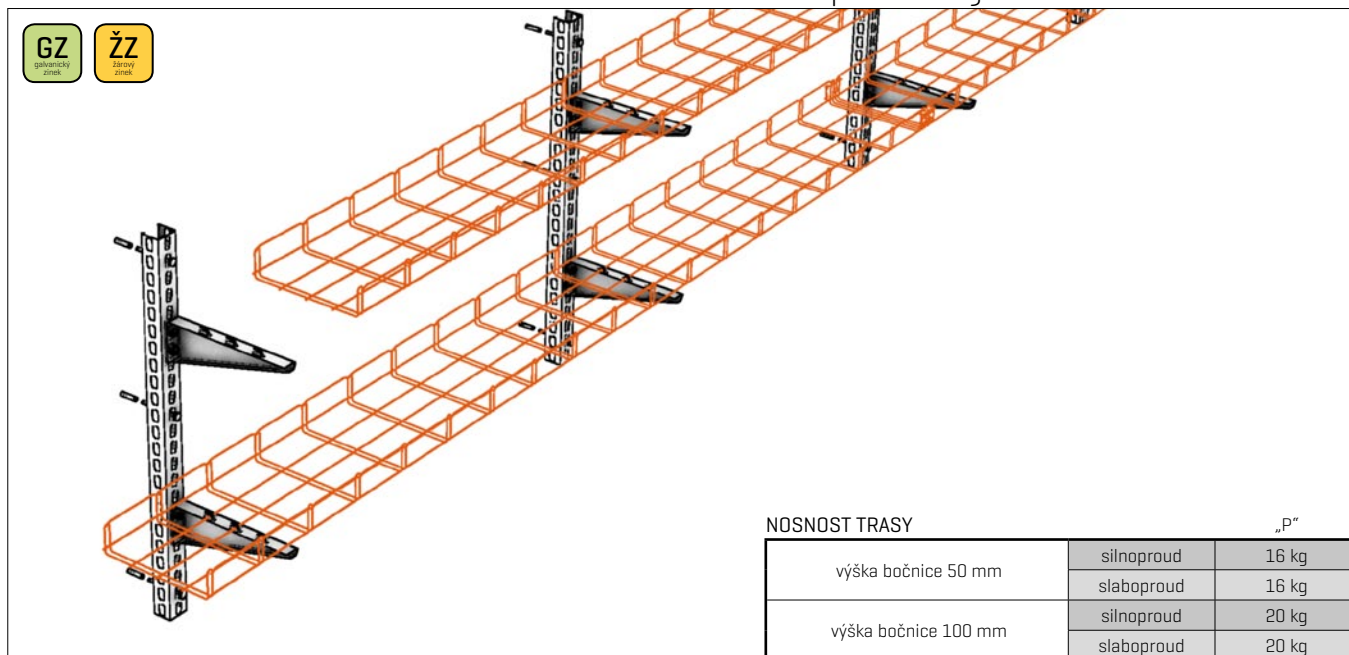 GZ
galvanický
zinek
ŽZ
žárový
zinek
NOSNOST TRASY „P“
výška bočnice 50 mm
silnoproud 16 kg
slaboproud 16 kg
výška bočnice 100 mm
silnoproud 20 kg
slaboproud 20 kg